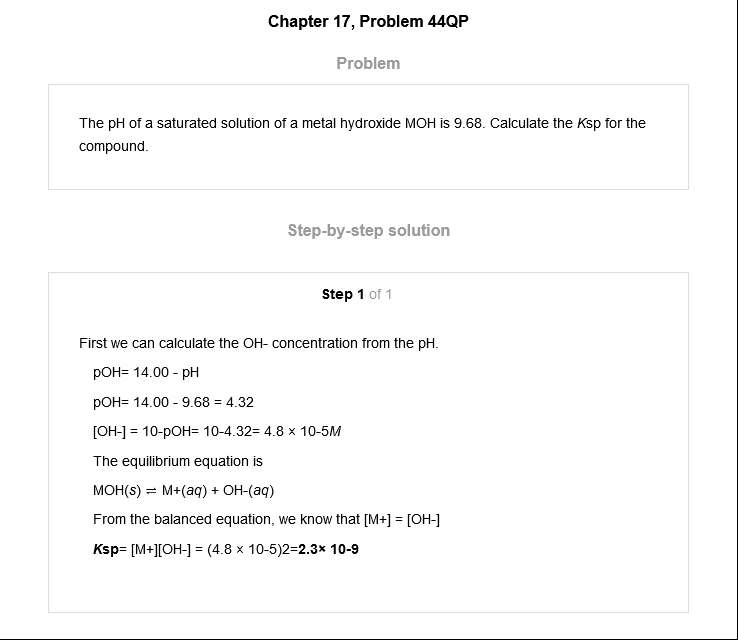 Chapter 17, Problem 44QP
Problem
The pH of a saturated solution of a metal hydroxide MOH is 9.68. Calculate the Ksp for the
compound.
Step-by-step solution
Step 1 of 1
First we can calculate the OH- concentration from the pH.
pOH= 14.00 - pH
pOH= 14.00 - 9.68 = 4.32
[OH-] = 10-pOH= 10-4.32= 4.8 × 10-5M
The equilibrium equation is
MOH(s) ⇌ M+(aq) + OH-(aq)
From the balanced equation, we know that [M+] = [OH-]
Ksp= [M+][OH-] = (4.8 × 10-5)2=2.3× 10-9